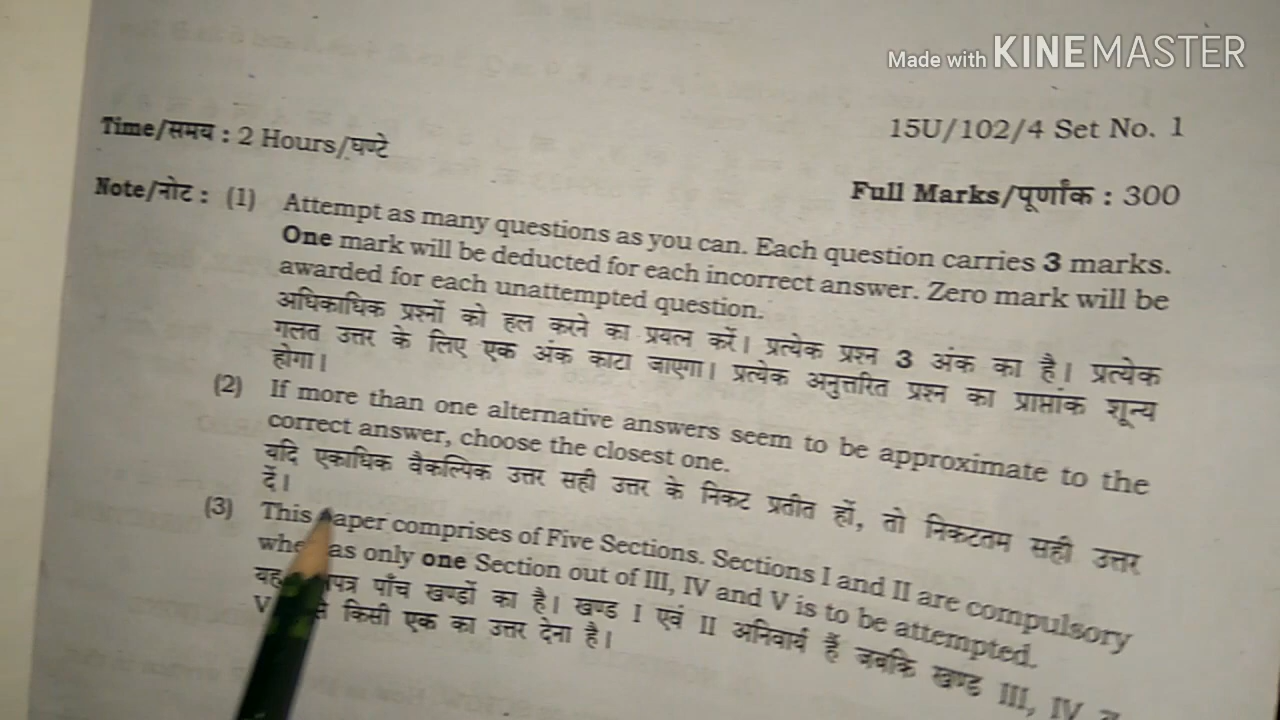 Made with KINEMASTER
15U/102/4 Set No. 1
Time/समय : 2 Hours/घण्टे
Full Marks/पूर्णांक : 300
Note/नोट : (1) Attempt as many questions as you can. Each question carries 3 marks.
One mark will be deducted for each incorrect answer. Zero mark will be
awarded for each unattempted question.
अधिकाधिक प्रश्नों को हल करने का प्रयत्न करें। प्रत्येक प्रश्न 3 अंक का है। प्रत्येक
गलत उत्तर के लिए एक अंक काटा जाएगा। प्रत्येक अनुत्तरित प्रश्न का प्राप्तांक शून्य
होगा।
(2) If more than one alternative answers seem to be approximate to the
correct answer, choose the closest one.
यदि एकाधिक वैकल्पिक उत्तर सही उत्तर के निकट प्रतीत हों, तो निकटतम सही उत्तर
दें।
(3) This paper comprises of Five Sections. Sections I and II are compulsory
whereas only one Section out of III, IV and V is to be attempted.
यह पाँच खण्डों का है। खण्ड I एवं II अनिवार्य हैं जबकि खण्ड III, IV
V किसी एक का उत्तर देना है।